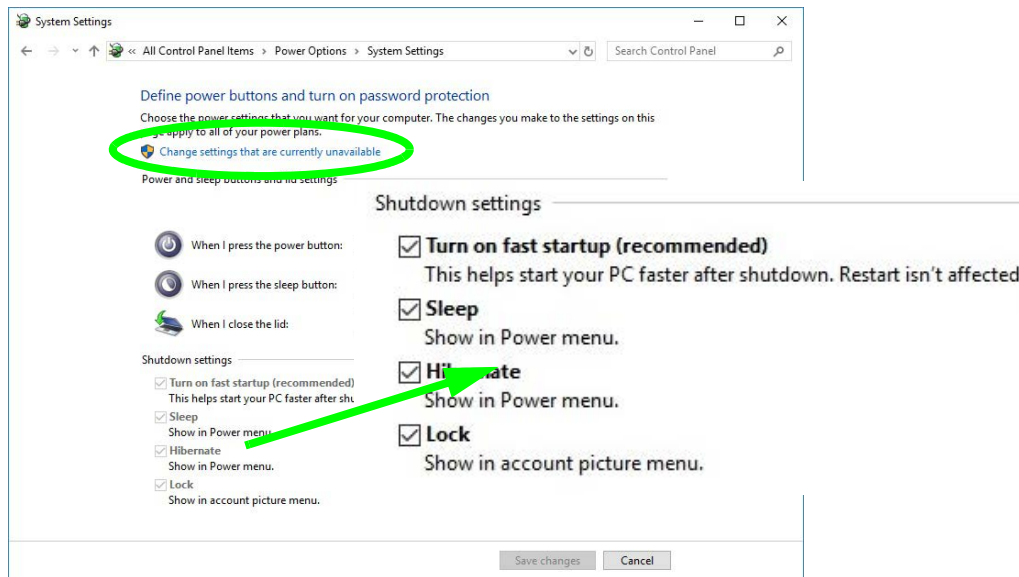 System Settings
« All Control Panel Items > Power Options > System Settings
Search Control Panel
Define power buttons and turn on password protection
Choose the power settings that you want for your computer. The changes you make to the settings on this
apply to all of your power plans.
Change settings that are currently unavailable
Power and sleep buttons and lid settings
When I press the power button:
When I press the sleep button:
When I close the lid:
Shutdown settings
Turn on fast startup (recommended)
This helps start your PC faster after
Sleep
Show in Power menu.
Hibernate
Show in Power menu.
Lock
Show in account picture menu.
Shutdown settings
Turn on fast startup (recommended)
This helps start your PC faster after shutdown. Restart isn't affected
Sleep
Show in Power menu.
Hibernate
Show in Power menu.
Lock
Show in account picture menu.
Save changes
Cancel